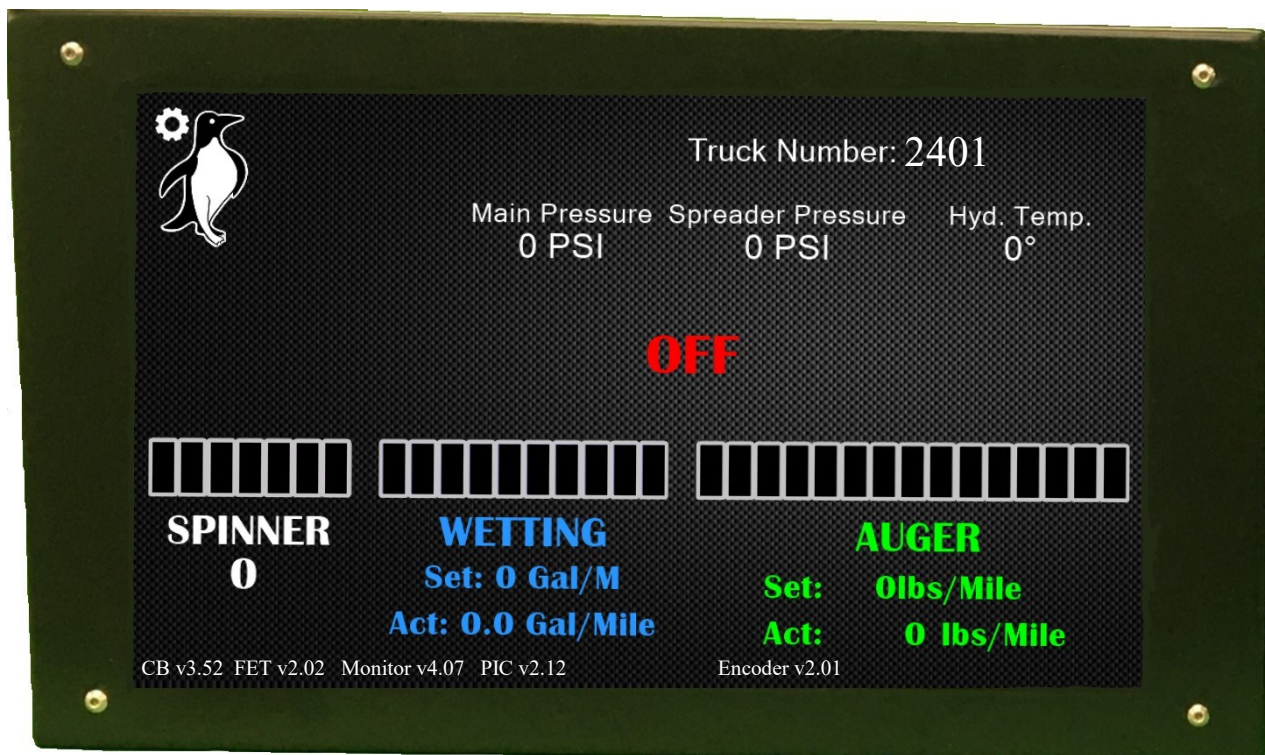 Truck Number: 2401
Main Pressure Spreader Pressure Hyd. Temp.
0 PSI 0 PSI 0°
OFF
SPINNER
0
WETTING
Set: 0 Gal/M
Act: 0.0 Gal/Mile
AUGER
Set: 0lbs/Mile
Act: 0 lbs/Mile
CB v3.52 FET v2.02 Monitor v4.07 PIC v2.12 Encoder v2.01